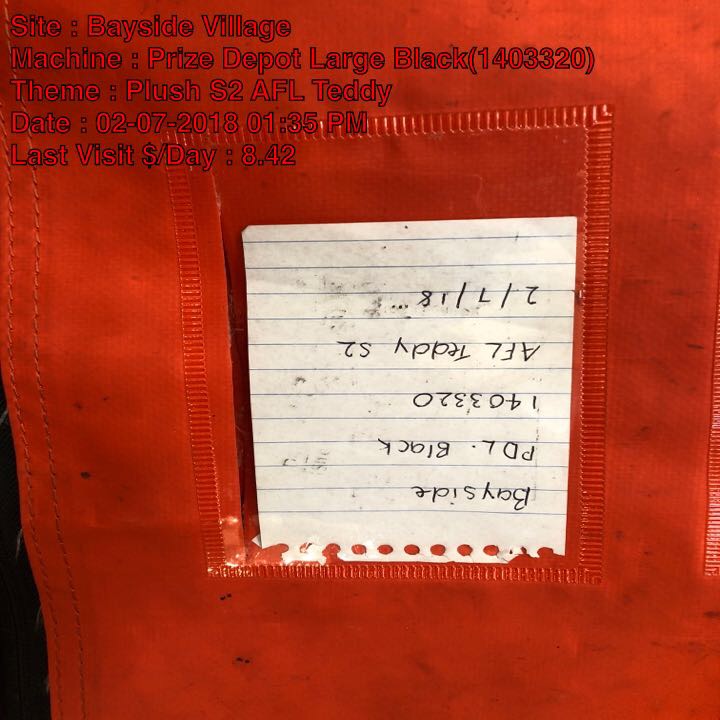 Site : Bayside Village
Machine : Prize Depot Large Black(1403320)
Theme : Plush S2 AFL Teddy
Date : 02-07-2018 01:35 PM
Last Visit $/Day : 8.42
Bayside
PDL. Black
1403320
AFL Teddy S2
2/7/18